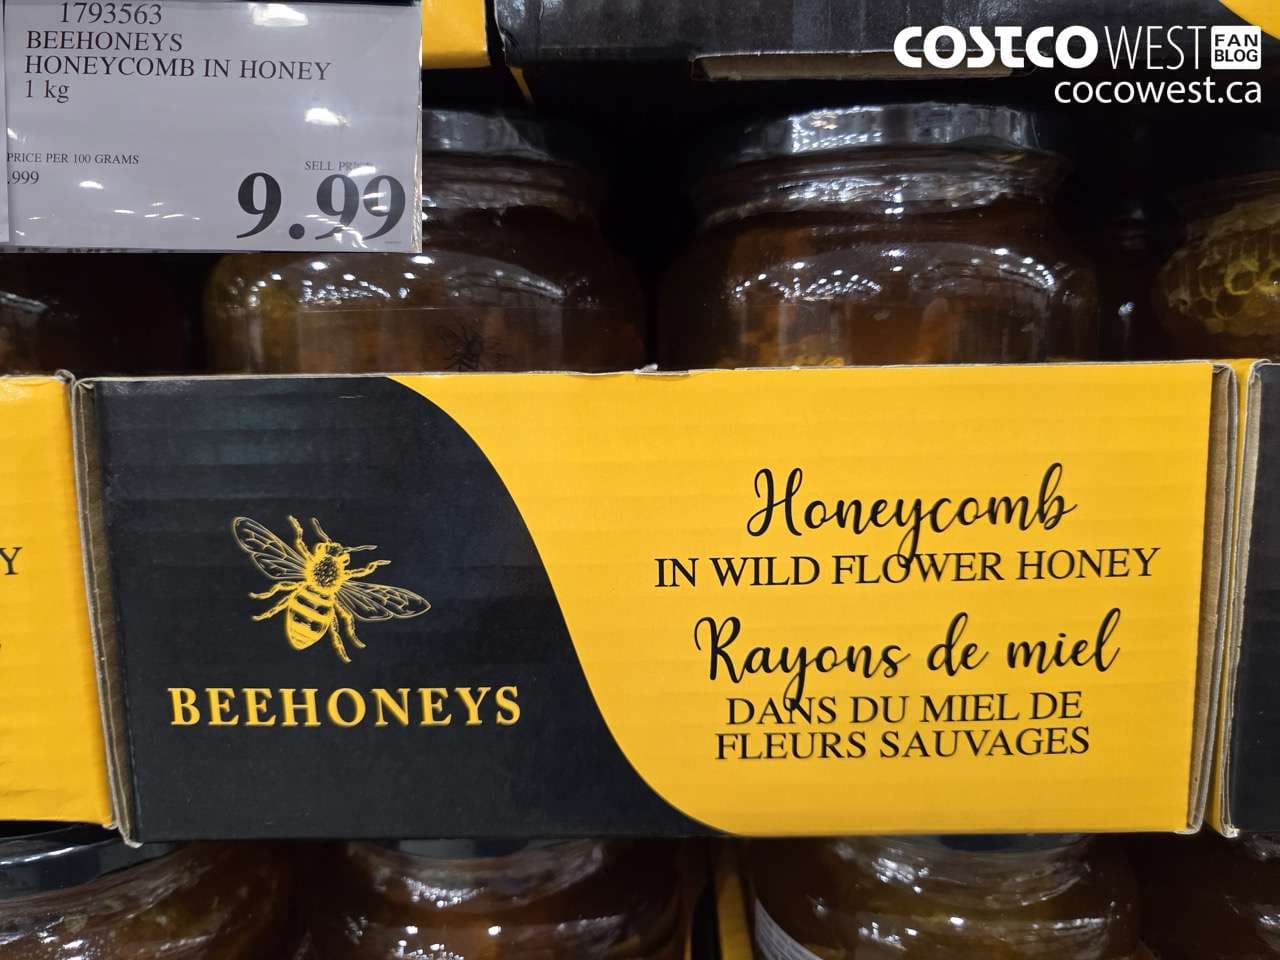 1793563
BEEHONEYS
HONEYCOMB IN HONEY
1 kg
PRICE PER 100 GRAMS
.999
SELL PRICE
9.99
COSTCO WEST FAN BLOG
cocowest.ca
Y
BEEHONEYS
Honeycomb
IN WILD FLOWER HONEY
Rayons de miel
DANS DU MIEL DE
FLEURS SAUVAGES